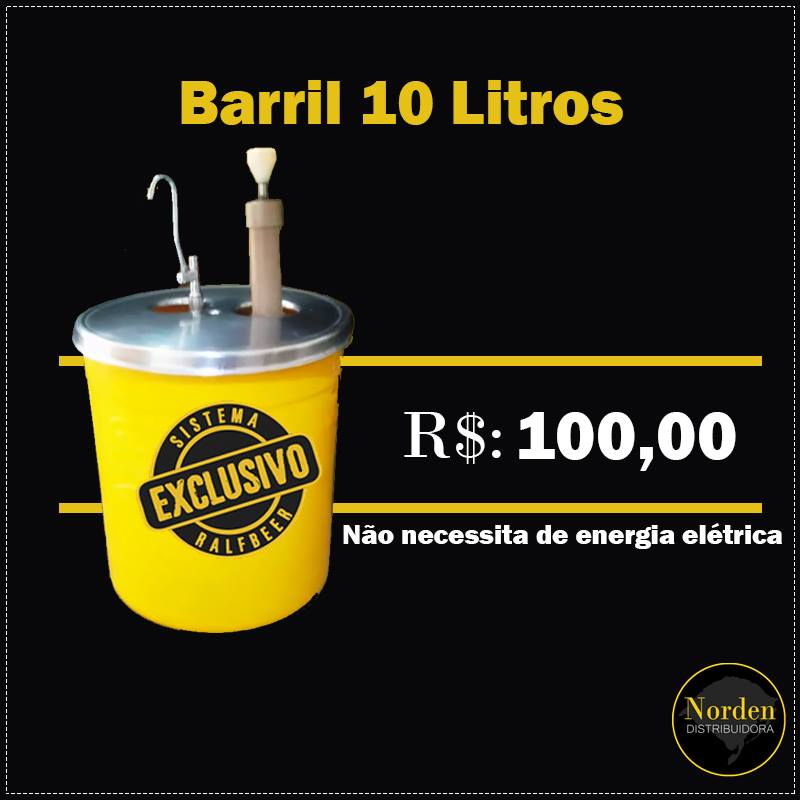 Barril 10 Litros
R$: 100,00
SISTEMA
EXCLUSIVO
RALFBEER
Não necessita de energia elétrica
Norden
DISTRIBUIDORA